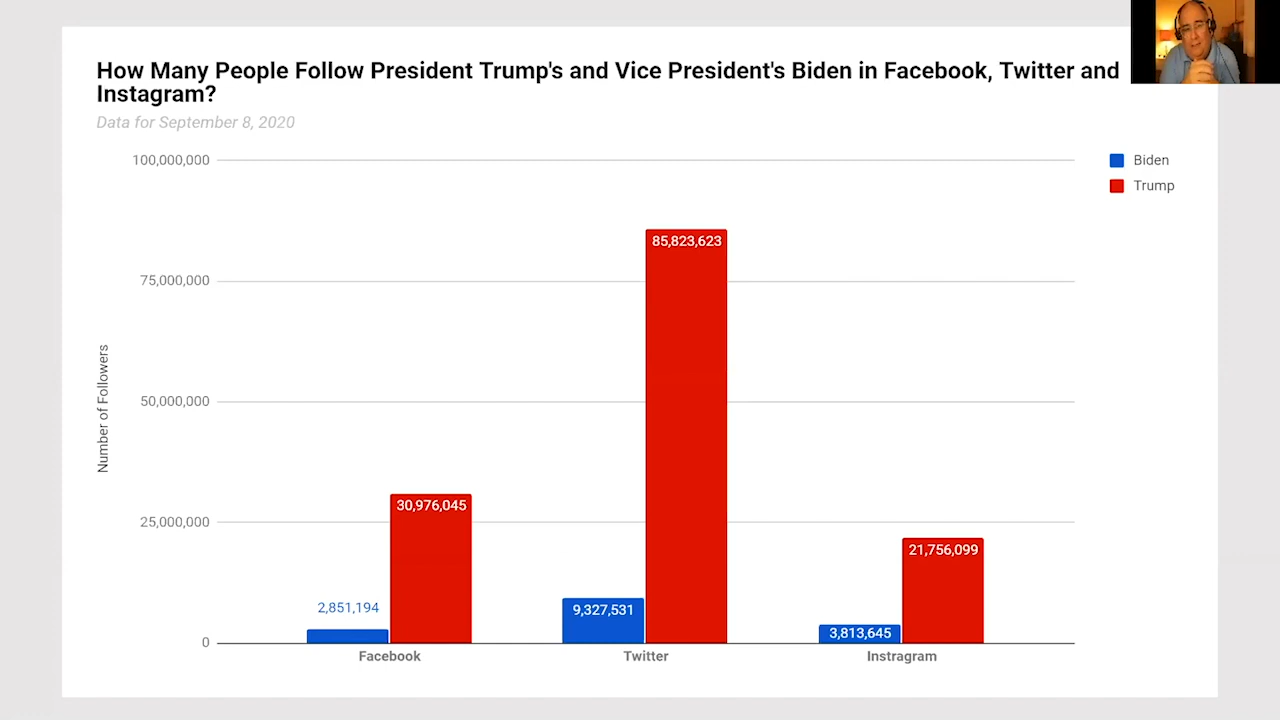 How Many People Follow President Trump's and Vice President's Biden in Facebook, Twitter and
Instagram?
Data for September 8, 2020
Biden
Trump
Number of Followers
100,000,000
75,000,000
50,000,000
25,000,000
0
2,851,194
30,976,045
9,327,531
85,823,623
3,813,645
21,756,099
Facebook
Twitter
Instragram